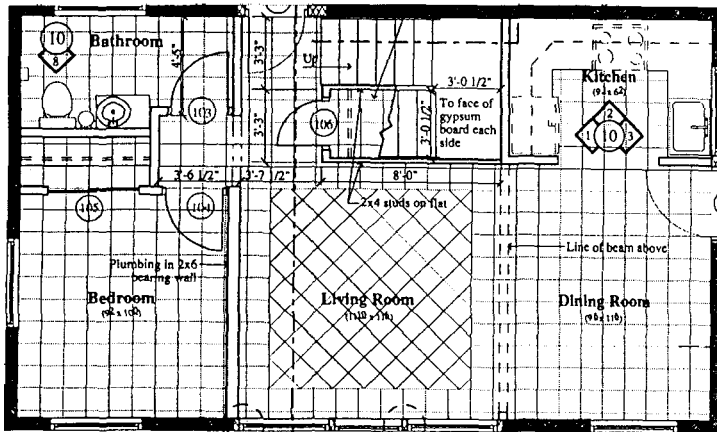 10
8
Bathroom
4'-5"
3'-3"
Up
3'-0 1/2"
To face of
gypsum
board each
side
3'-0 1/2"
Kitchen
2
1 10 3
103
3'-3"
106
3'-6 1/2"
3'-7 1/2"
8'-0"
2x4 studs on flat
105
104
Plumbing in 2x6
bearing wall
Line of beam above
Bedroom
Living Room
Dining Room